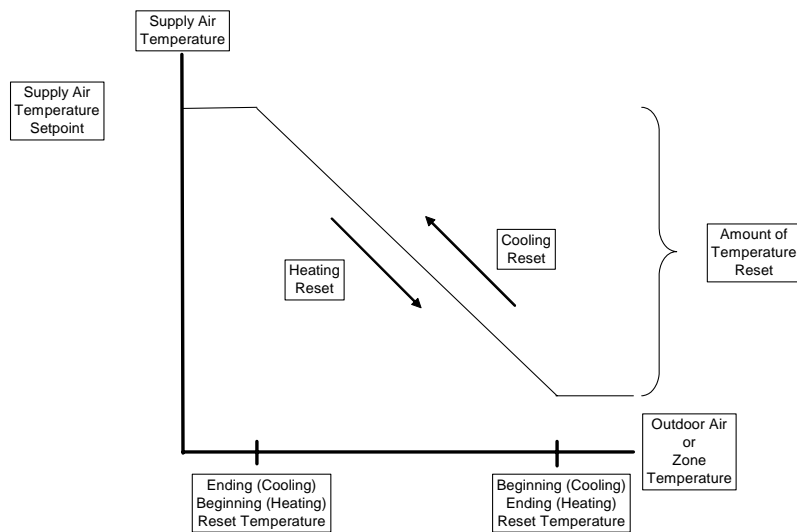 Supply Air
Temperature
Supply Air
Temperature
Setpoint
Cooling
Reset
Amount of
Temperature
Reset
Heating
Reset
Outdoor Air
or
Zone
Temperature
Ending (Cooling)
Beginning (Heating)
Reset Temperature
Beginning (Cooling)
Ending (Heating)
Reset Temperature